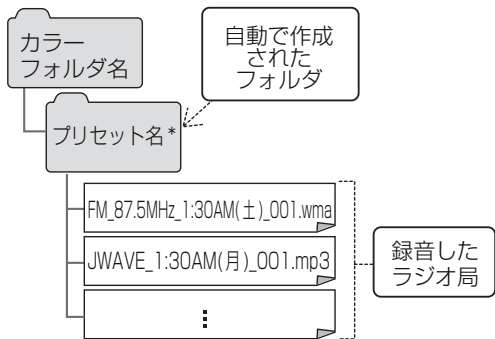 カラー
フォルダ名
自動で作成
された
フォルダ
プリセット名*
FM_87.5MHz_1:30AM(土)_001.wma
JWAVE_1:30AM(月)_001.mp3
⋮
録音した
ラジオ局